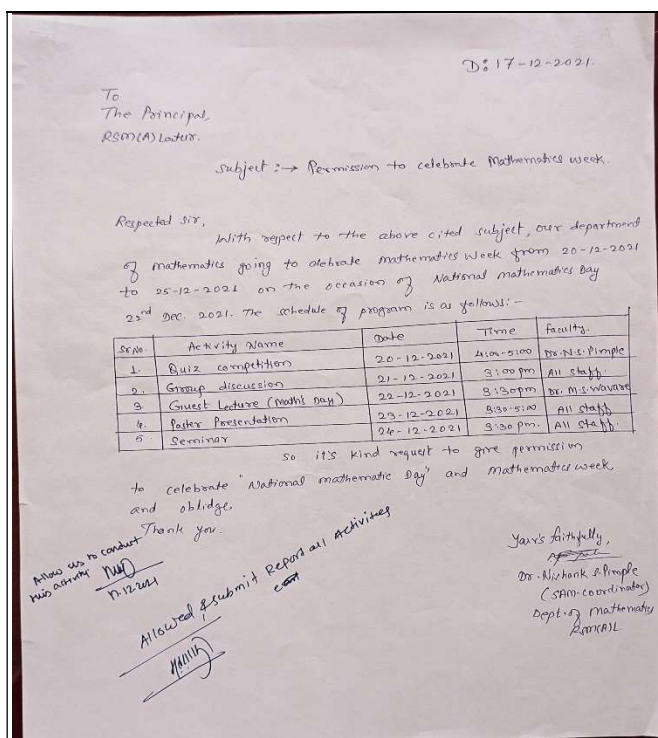 D: 17-12-2021.
To
The Principal,
RSM(A) Latur.
Subject :→ Permission to celebrate Mathematics week.
Respected Sir,
With respect to the above cited subject, our department
of mathematics going to celebrate mathematics Week from 20-12-2021
to 25-12-2021 on the occasion of National mathematics Day
22nd Dec. 2021. The schedule of program is as follows:-
Sr.No. Activity Name Date Time faculty.
1. Quiz competition 20-12-2021 4:00-5:00 Dr. N.S. Pimple
2. Group discussion 21-12-2021 3:00pm All staff.
3. Guest Lecture (Math's Day) 22-12-2021 3:30pm Dr. M.S. Wavare
4. Poster Presentation 23-12-2021 3:30-5:00 All staff
5 Seminar 24-12-2021 3:30 pm. All staff.
So it's kind request to give permission
to celebrate "National mathematic Day" and Mathematics week
and oblidge.
Thank you.
Allow us to conduct
this activity
17.12.2021
Allowed & submit Report all Activities
Your's faithfully,
Dr. Nishank S. Pimple
(SAM-coordinator)
Dept. of Mathematics
RSM(A)L